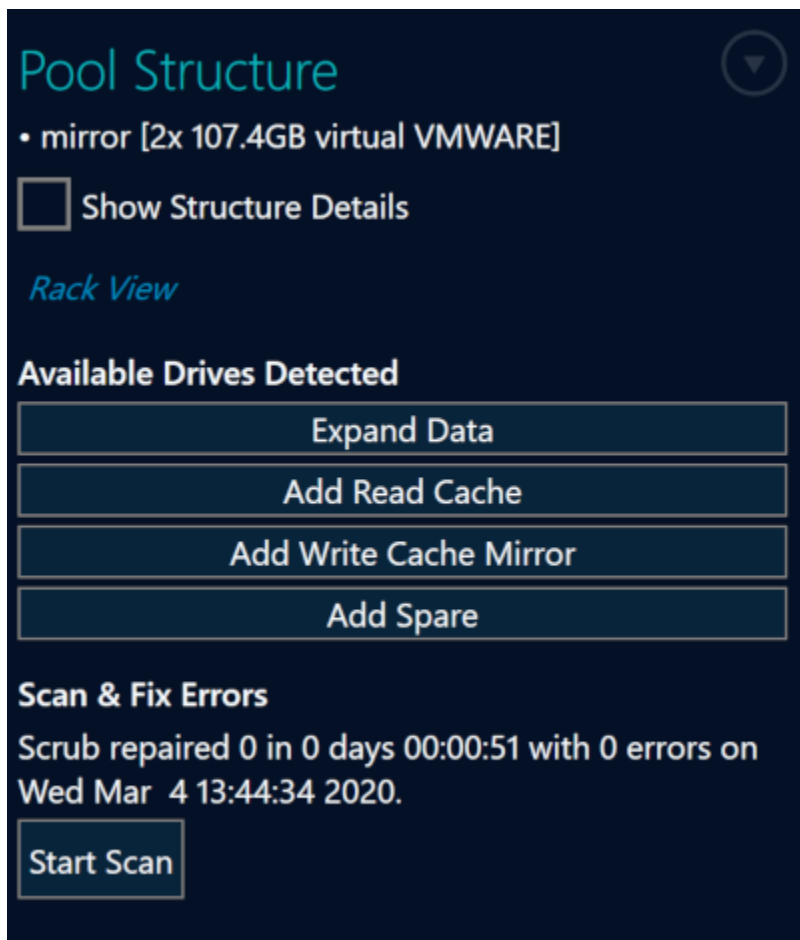 Pool Structure
• mirror [2x 107.4GB virtual VMWARE]
Show Structure Details
Rack View
Available Drives Detected
Expand Data
Add Read Cache
Add Write Cache Mirror
Add Spare
Scan & Fix Errors
Scrub repaired 0 in 0 days 00:00:51 with 0 errors on
Wed Mar  4 13:44:34 2020.
Start Scan